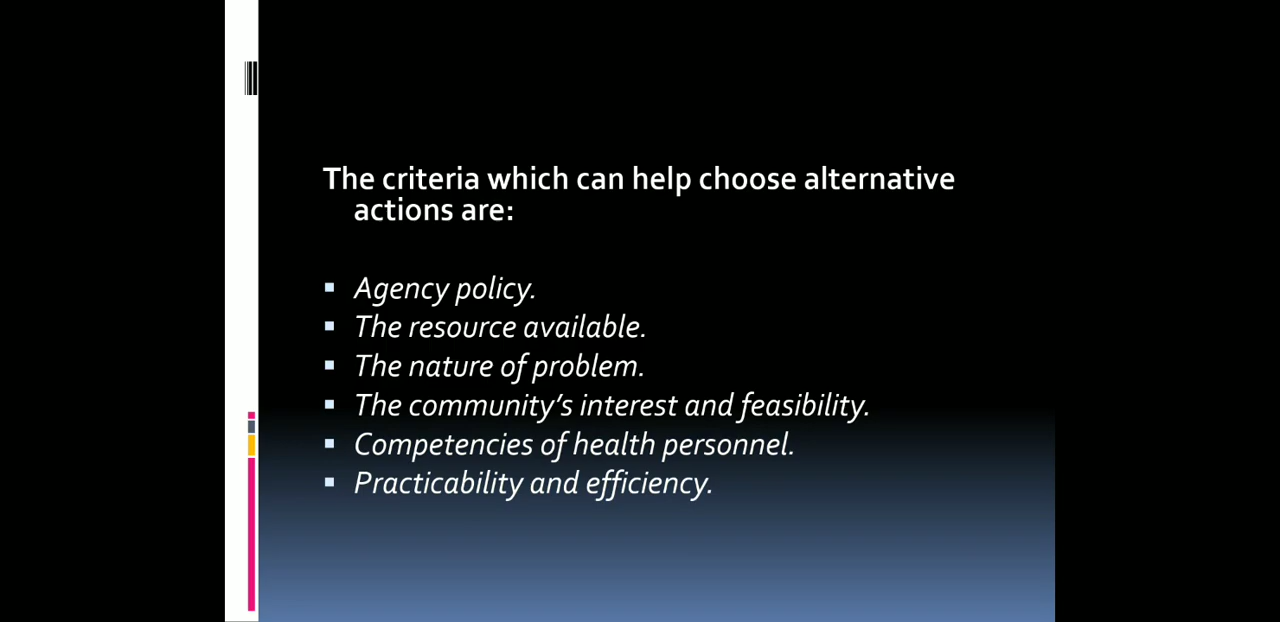 The criteria which can help choose alternative
actions are:
▪ Agency policy.
▪ The resource available.
▪ The nature of problem.
▪ The community’s interest and feasibility.
▪ Competencies of health personnel.
▪ Practicability and efficiency.